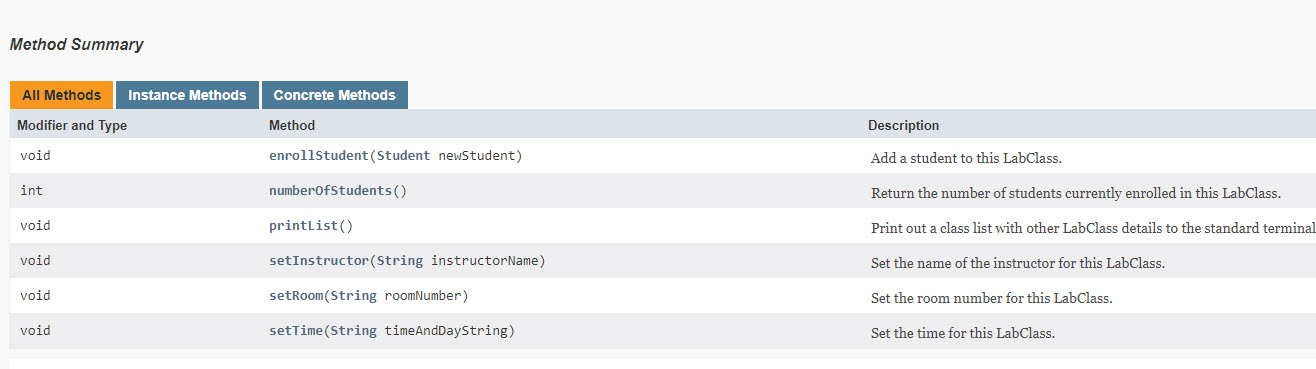 Method Summary
All Methods Instance Methods Concrete Methods
Modifier and Type Method Description
void enrollStudent(Student newStudent) Add a student to this LabClass.
int numberOfStudents() Return the number of students currently enrolled in this LabClass.
void printList() Print out a class list with other LabClass details to the standard terminal
void setInstructor(String instructorName) Set the name of the instructor for this LabClass.
void setRoom(String roomNumber) Set the room number for this LabClass.
void setTime(String timeAndDayString) Set the time for this LabClass.